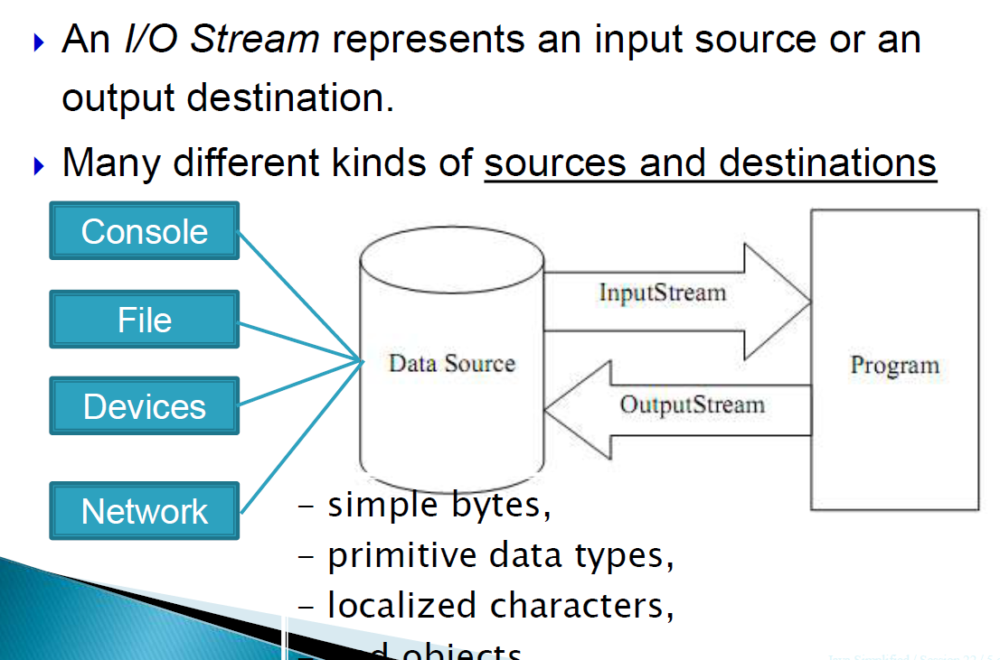 An I/O Stream represents an input source or an
output destination.
Many different kinds of sources and destinations
Console
File
Devices
Network
Data Source
InputStream
OutputStream
Program
– simple bytes,
– primitive data types,
– localized characters,
objects